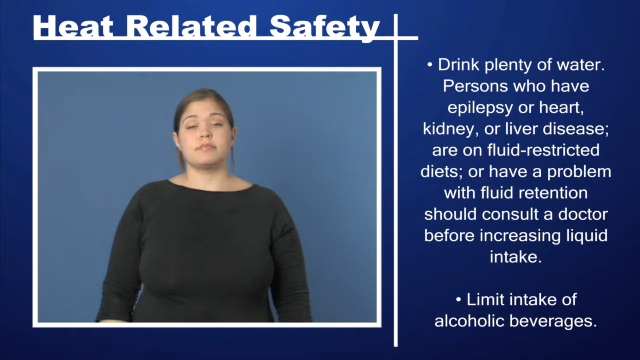 Heat Related Safety
• Drink plenty of water.
Persons who have
epilepsy or heart,
kidney, or liver disease;
are on fluid-restricted
diets; or have a problem
with fluid retention
should consult a doctor
before increasing liquid
intake.
• Limit intake of
alcoholic beverages.